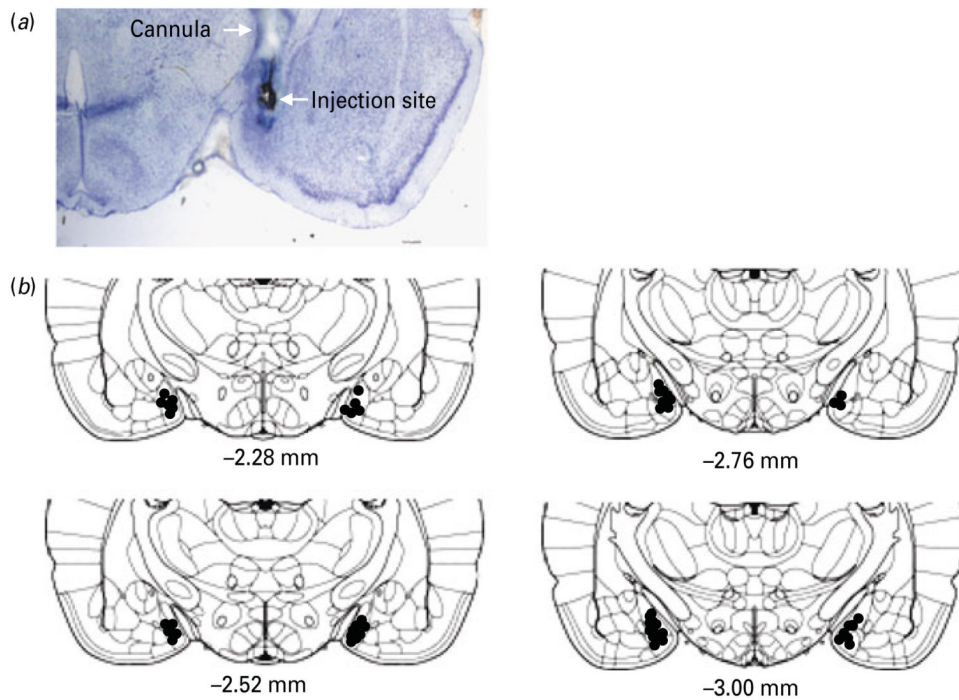 (a)
Cannula
Injection site
(b)
–2.28 mm
–2.76 mm
–2.52 mm
–3.00 mm